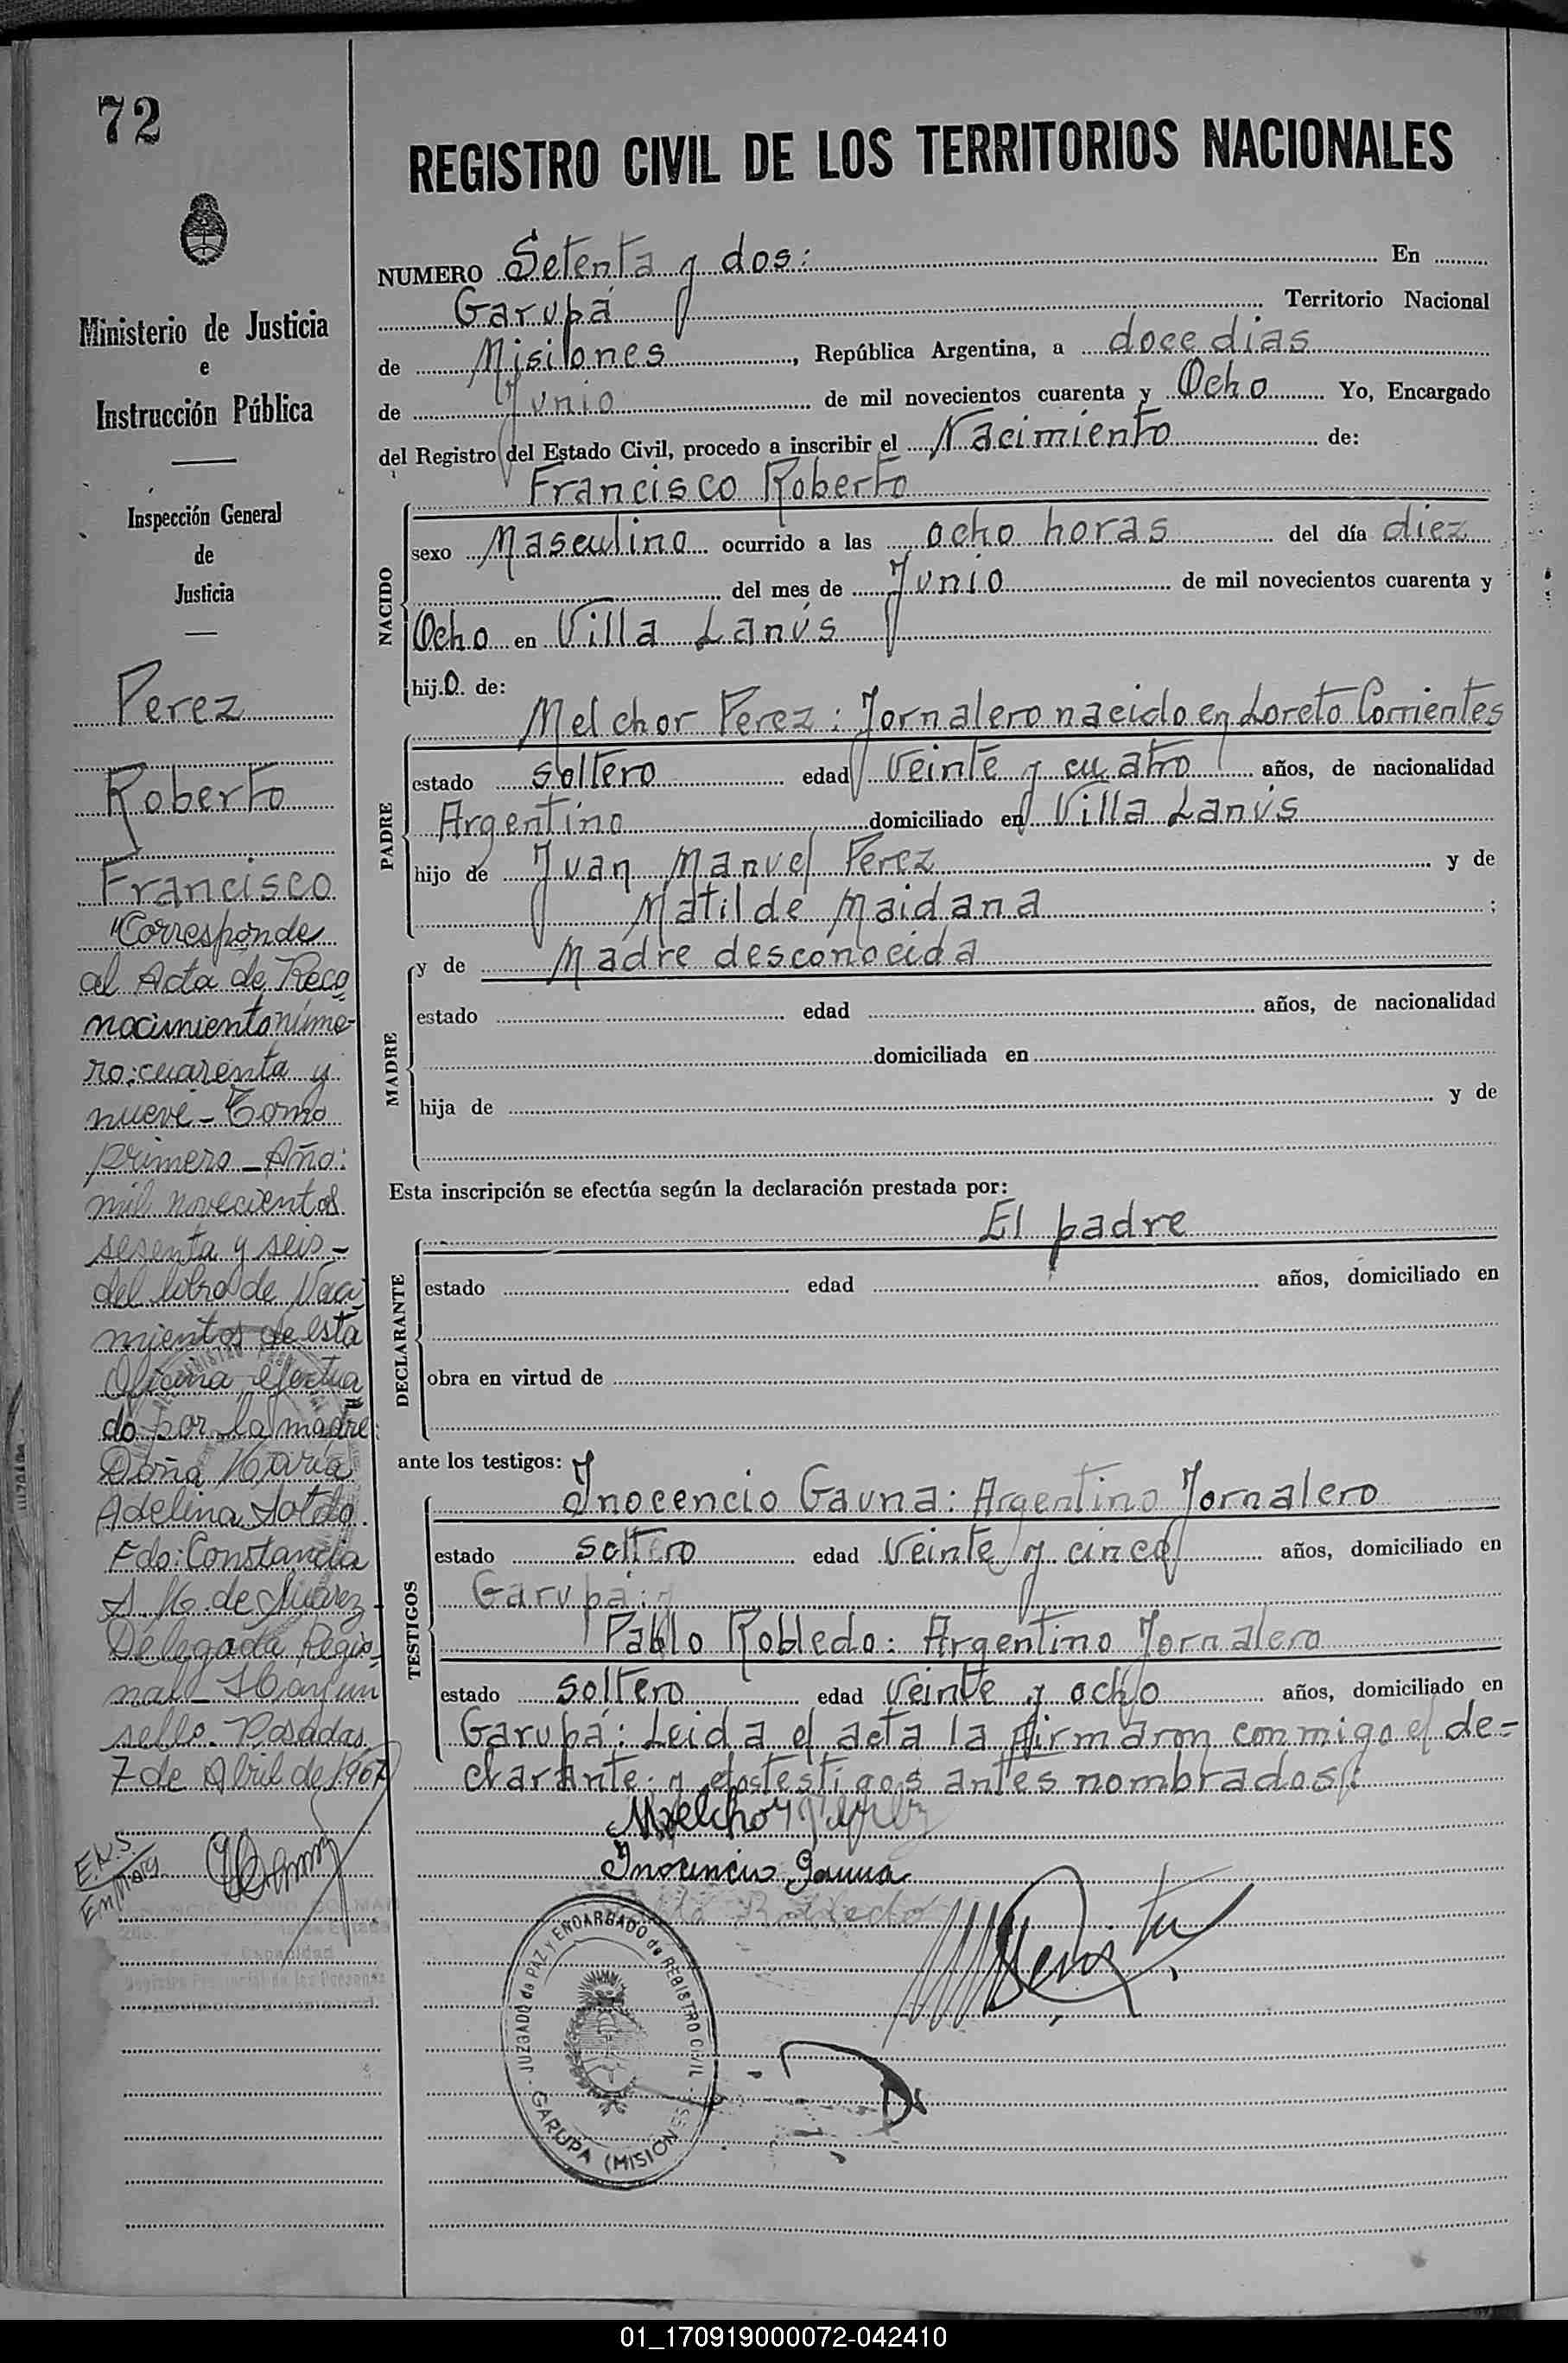 72
Ministerio de Justicia
e
Instrucción Pública
Inspección General
de
Justicia
Perez
Roberto
Francisco
"Corresponde
al Acta de Reco
nocimiento núme-
ro: cuarenta y
nueve - Tomo
primero - Año:
mil novecientos
sesenta y seis -
del libro de Naci
mientos de esta
Oficina, efectua
do por la madre:
Doña María
Adelina Sotelo.
Fdo: Constancia
A. M. de Juárez -
Delegada Regio-
nal - Hay un
sello. Posadas,
7 de Abril de 1967
REGISTRO CIVIL DE LOS TERRITORIOS NACIONALES
NUMERO Setenta y dos: En
Garupá Territorio Nacional
de Misiones, República Argentina, a doce dias
de Junio de mil novecientos cuarenta y Ocho Yo, Encargado
del Registro del Estado Civil, procedo a inscribir el Nacimiento de:
Francisco Roberto
NACIDO
sexo Masculino ocurrido a las ocho horas del día diez
del mes de Junio de mil novecientos cuarenta y
Ocho en Villa Lanús
hij.o. de:
Melchor Perez: Jornalero nacido en Loreto Corrientes
PADRE
estado soltero edad Veinte y cuatro años, de nacionalidad
Argentino domiciliado en Villa Lanús
hijo de Juan Manuel Perez y de
Matilde Maidana ;
y de Madre desconocida
MADRE
estado edad años, de nacionalidad
domiciliada en
hija de y de
Esta inscripción se efectúa según la declaración prestada por:
El padre
DECLARANTE
estado edad años, domiciliado en
obra en virtud de
ante los testigos:
Inocencio Gauna: Argentino Jornalero
TESTIGOS
estado soltero edad Veinte y cinco años, domiciliado en
Garupá: y
Pablo Robledo: Argentino Jornalero
estado soltero edad Veinte y ocho años, domiciliado en
Garupá: Leida el acta la firmaron conmigo el de=
clarante y los testigos antes nombrados:
Melchor Perez
Inocencio Gauna
Robledo
JUZGADO de PAZ y ENCARGADO de REGISTRO CIVIL
GARUPA (MISIONES)
01_170919000072-042410